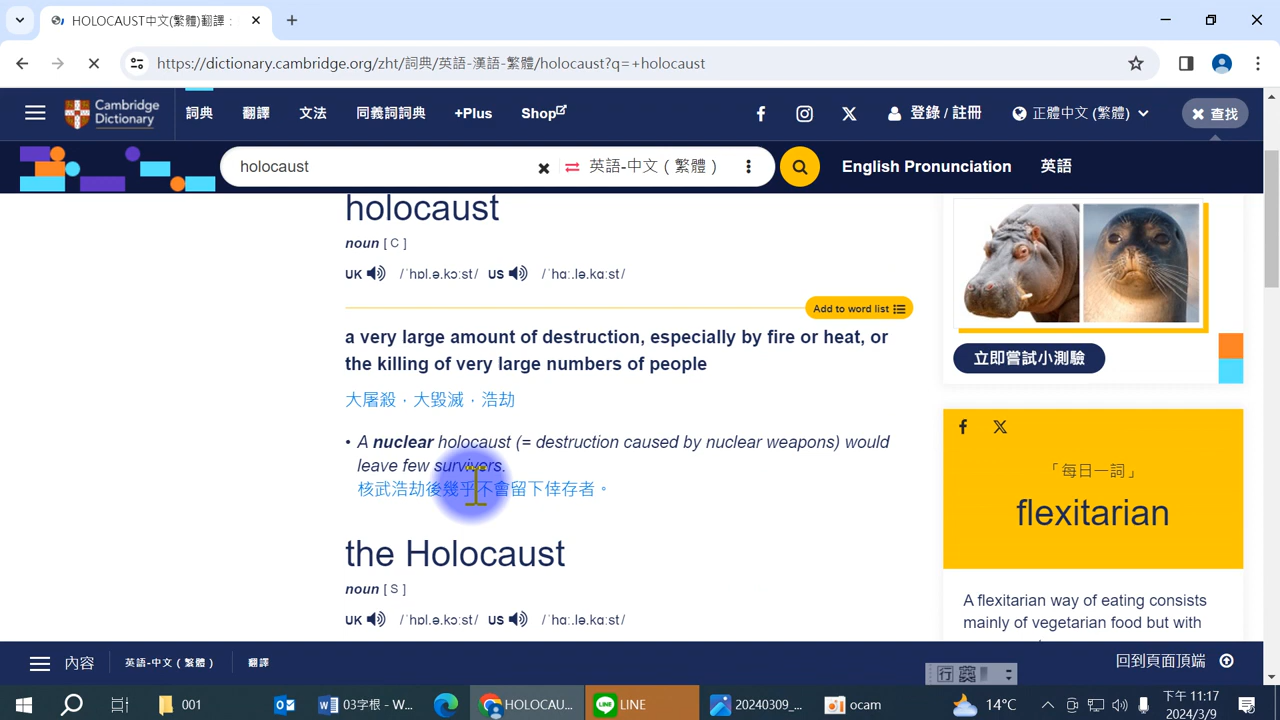 HOLOCAUST中文(繁體)翻譯：
https://dictionary.cambridge.org/zht/詞典/英語-漢語-繁體/holocaust?q=+holocaust
Cambridge Dictionary
詞典
翻譯
文法
同義詞詞典
+Plus
Shop
登錄 / 註冊
正體中文 (繁體)
查找
holocaust
英語-中文（繁體）
English Pronunciation
英語
holocaust
noun [ C ]
UK /ˈhɒl.ə.kɔːst/ US /ˈhɑː.lə.kɑːst/
Add to word list
a very large amount of destruction, especially by fire or heat, or
the killing of very large numbers of people
大屠殺，大毀滅，浩劫
• A nuclear holocaust (= destruction caused by nuclear weapons) would
leave few survivors.
核武浩劫後幾乎不會留下倖存者。
the Holocaust
noun [ S ]
UK /ˈhɒl.ə.kɔːst/ US /ˈhɑː.lə.kɑːst/
立即嘗試小測驗
「每日一詞」
flexitarian
A flexitarian way of eating consists
mainly of vegetarian food but with
內容
英語-中文（繁體）
翻譯
回到頁面頂端
行 英
001
03字根 - W...
HOLOCAU...
LINE
20240309_...
ocam
14°C
下午 11:17
2024/3/9